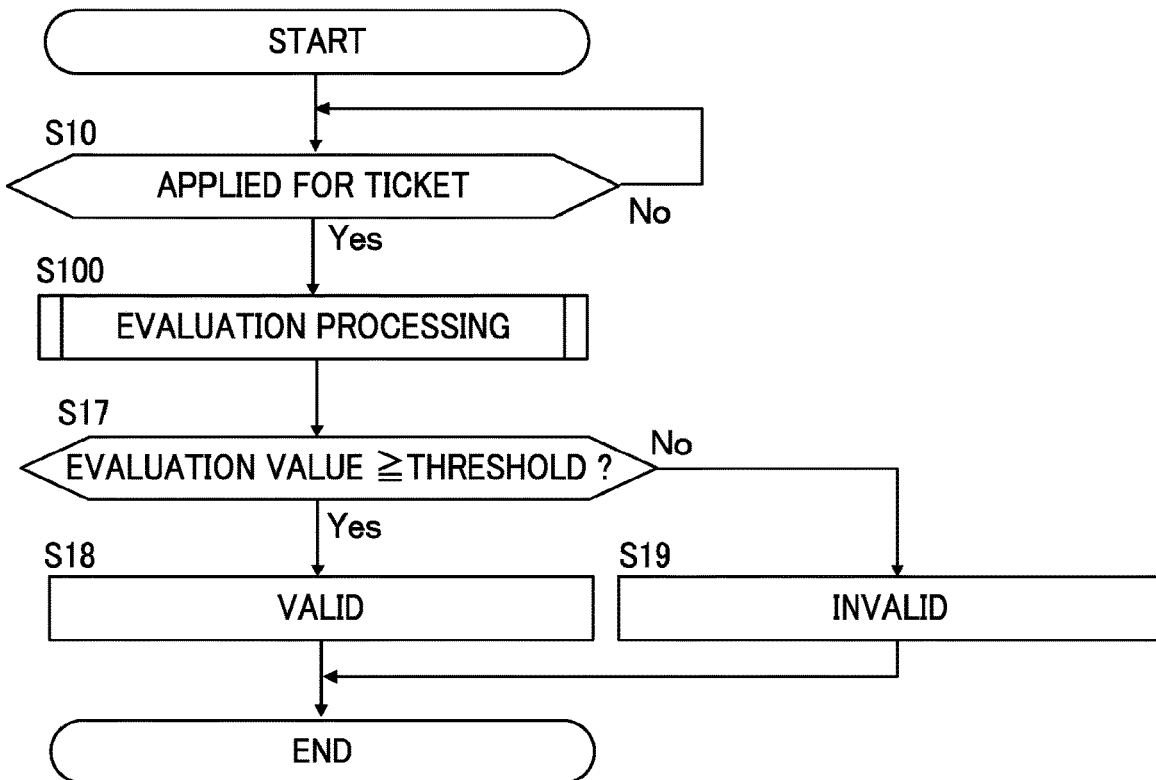 START
S10
APPLIED FOR TICKET
No
Yes
S100
EVALUATION PROCESSING
S17
EVALUATION VALUE ≧THRESHOLD ?
No
Yes
S18
VALID
S19
INVALID
END